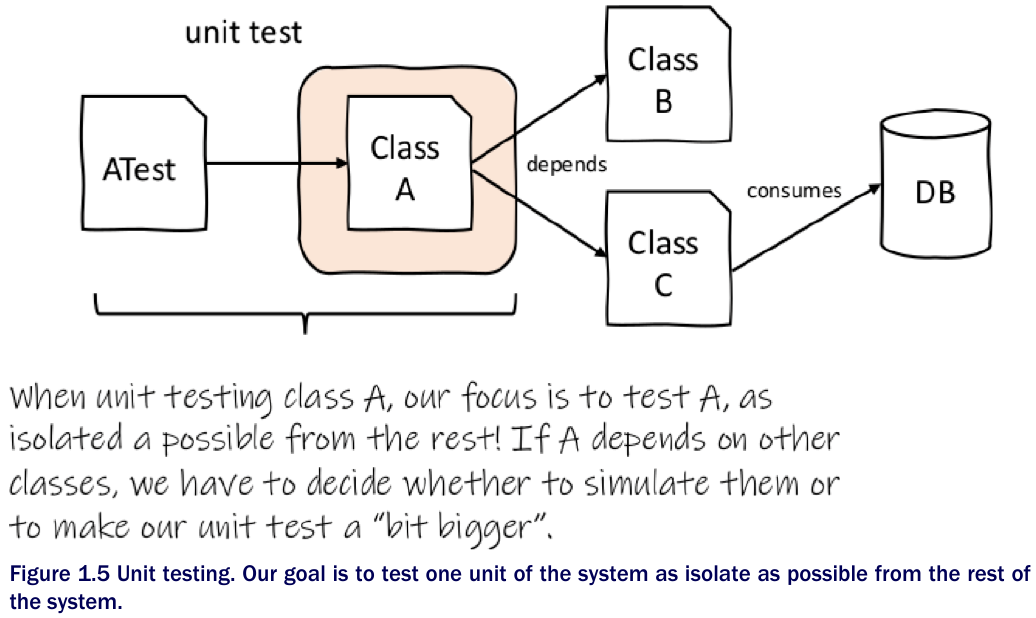 unit test
ATest
Class
A
depends
Class
B
Class
C
consumes
DB
When unit testing class A, our focus is to test A, as
isolated a possible from the rest! If A depends on other
classes, we have to decide whether to simulate them or
to make our unit test a “bit bigger”.
Figure 1.5 Unit testing. Our goal is to test one unit of the system as isolate as possible from the rest of
the system.